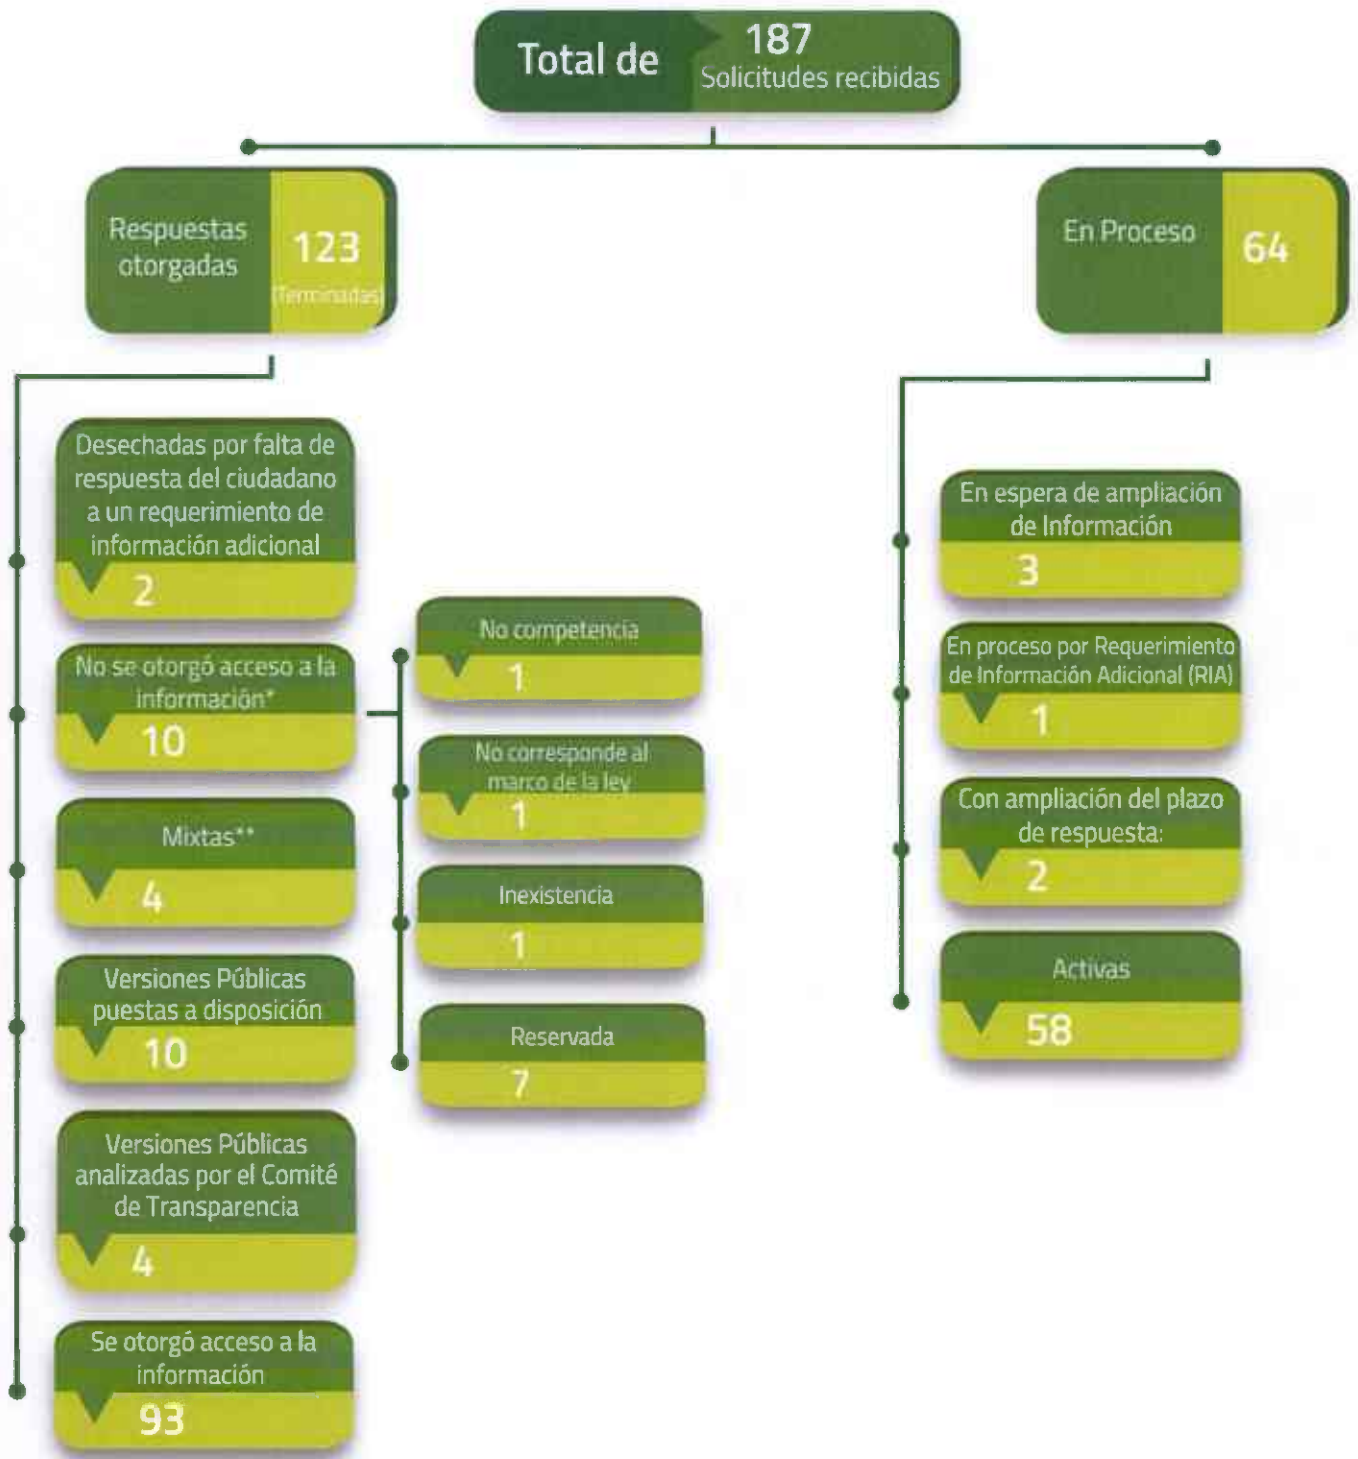 Total de
187
Solicitudes recibidas
Respuestas
otorgadas
123
(Terminadas)
En Proceso
64
Desechadas por falta de
respuesta del ciudadano
a un requerimiento de
información adicional
2
No se otorgó acceso a la
información*
10
Mixtas**
4
Versiones Públicas
puestas a disposición
10
Versiones Públicas
analizadas por el Comité
de Transparencia
4
Se otorgó acceso a la
información
93
No competencia
1
No corresponde al
marco de la ley
1
Inexistencia
1
Reservada
7
En espera de ampliación
de Información
3
En proceso por Requerimiento
de Información Adicional (RIA)
1
Con ampliación del plazo
de respuesta:
2
Activas
58